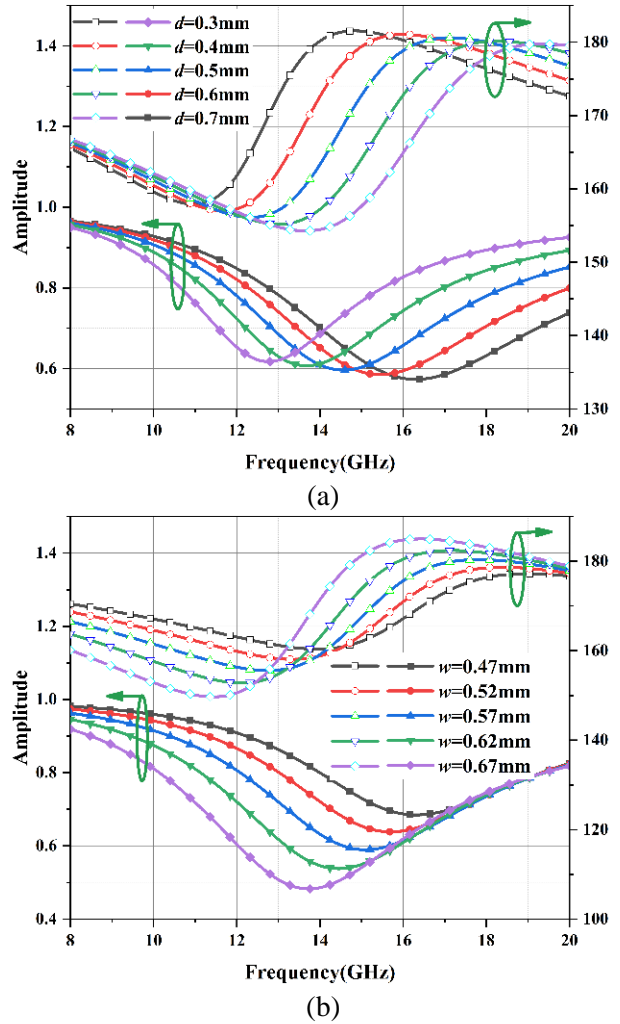 1.4
1.2
1.0
0.8
0.6
Amplitude
d=0.3mm
d=0.4mm
d=0.5mm
d=0.6mm
d=0.7mm
180
170
160
150
140
130
8 10 12 14 16 18 20
Frequency(GHz)
(a)
1.4
1.2
1.0
0.8
0.6
0.4
Amplitude
w=0.47mm
w=0.52mm
w=0.57mm
w=0.62mm
w=0.67mm
180
160
140
120
100
8 10 12 14 16 18 20
Frequency(GHz)
(b)